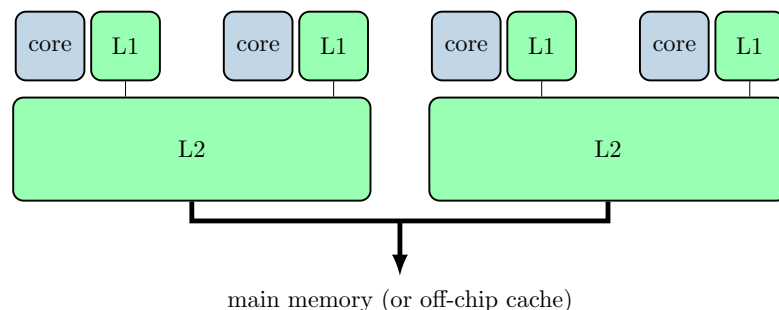 core L1 core L1 core L1 core L1
L2 L2
main memory (or off-chip cache)